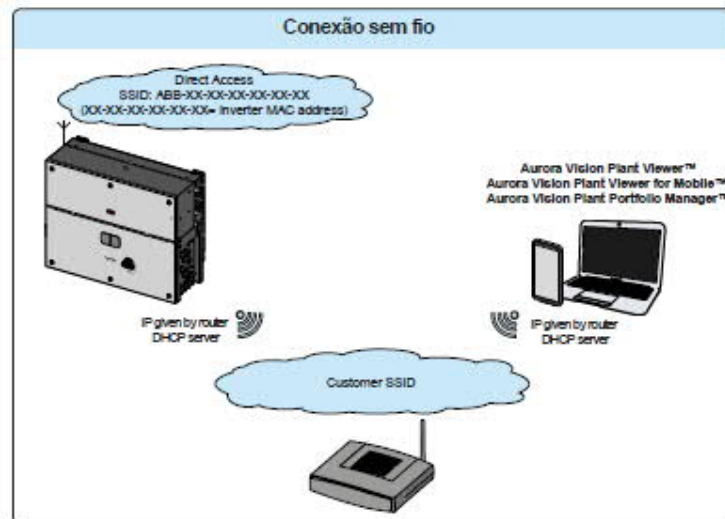 Conexão sem fio
Direct Access
SSID: ABB-XX-XX-XX-XX-XX-XX
(XX-XX-XX-XX-XX-XX= Inverter MAC address)
Aurora Vision Plant Viewer™
Aurora Vision Plant Viewer for Mobile™
Aurora Vision Plant Portfolio Manager™
IP given by router
DHCP server
IP given by router
DHCP server
Customer SSID